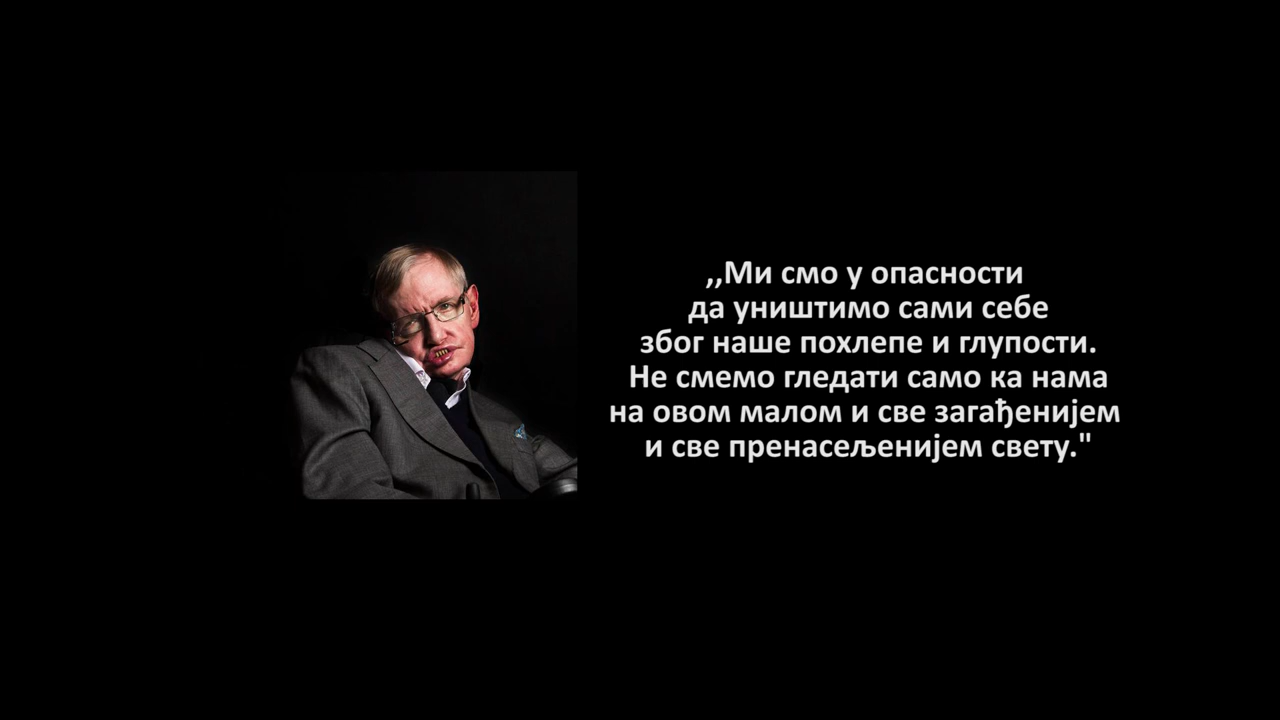 ,,Ми смо у опасности
да уништимо сами себе
због наше похлепе и глупости.
Не смемо гледати само ка нама
на овом малом и све загађенијем
и све пренасељенијем свету."